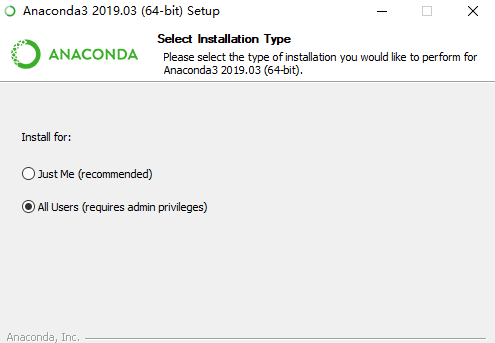 Anaconda3 2019.03 (64-bit) Setup
ANACONDA
Select Installation Type
Please select the type of installation you would like to perform for
Anaconda3 2019.03 (64-bit).
Install for:
Just Me (recommended)
All Users (requires admin privileges)
Anaconda, Inc.